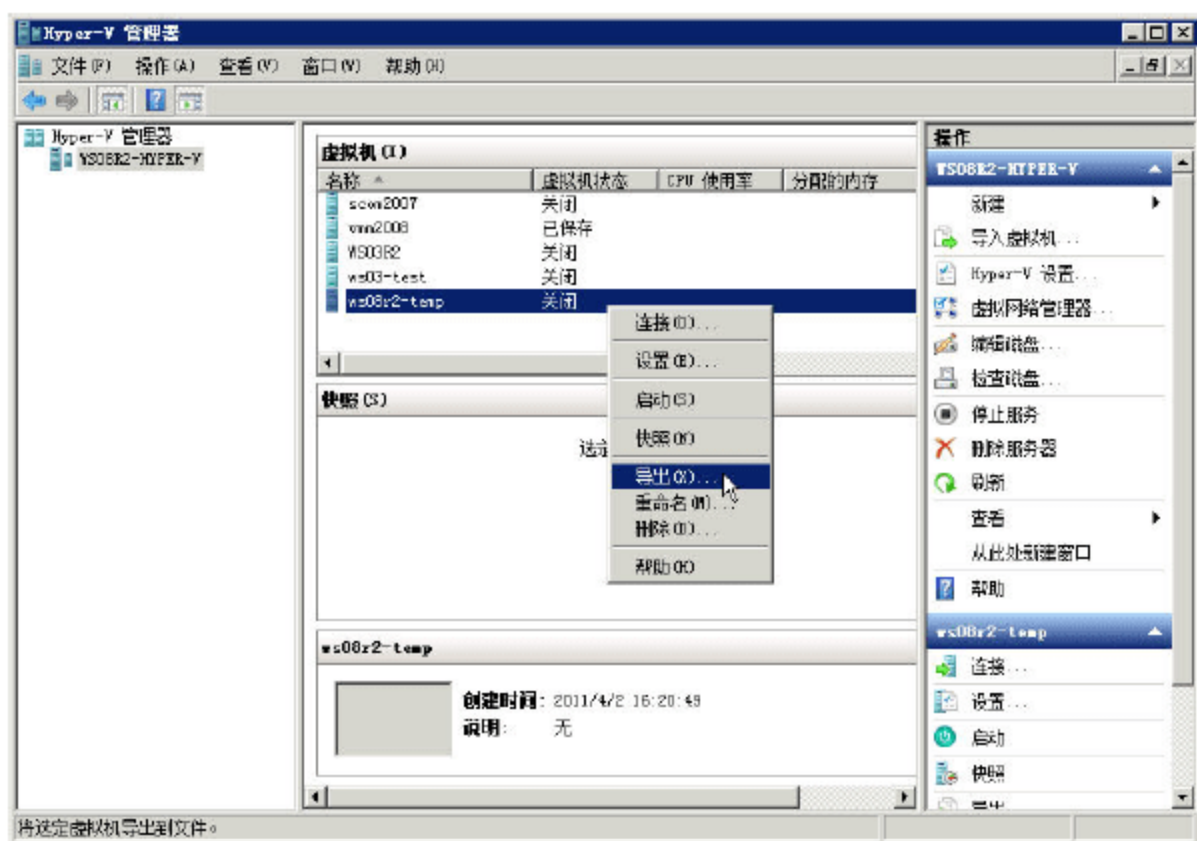 Hyper-V 管理器
文件(F) 操作(A) 查看(V) 窗口(W) 帮助(H)
Hyper-V 管理器
WS08R2-HYPER-V
虚拟机(I)
名称 虚拟机状态 CPU 使用率 分配的内存
scom2007 关闭
vmm2008 已保存
WS03R2 关闭
ws03-test 关闭
ws08r2-temp 关闭
连接(O)...
设置(E)...
启动(S)
快照(N)
导出(X)...
重命名(M)...
删除(D)...
帮助(H)
快照(S)
选定
ws08r2-temp
创建时间: 2011/4/2 16:20:49
说明: 无
操作
WS08R2-HYPER-V
新建
导入虚拟机...
Hyper-V 设置...
虚拟网络管理器...
编辑磁盘...
检查磁盘...
停止服务
删除服务器
刷新
查看
从此处新建窗口
帮助
ws08r2-temp
连接...
设置...
启动
快照
导出
将选定虚拟机导出到文件。